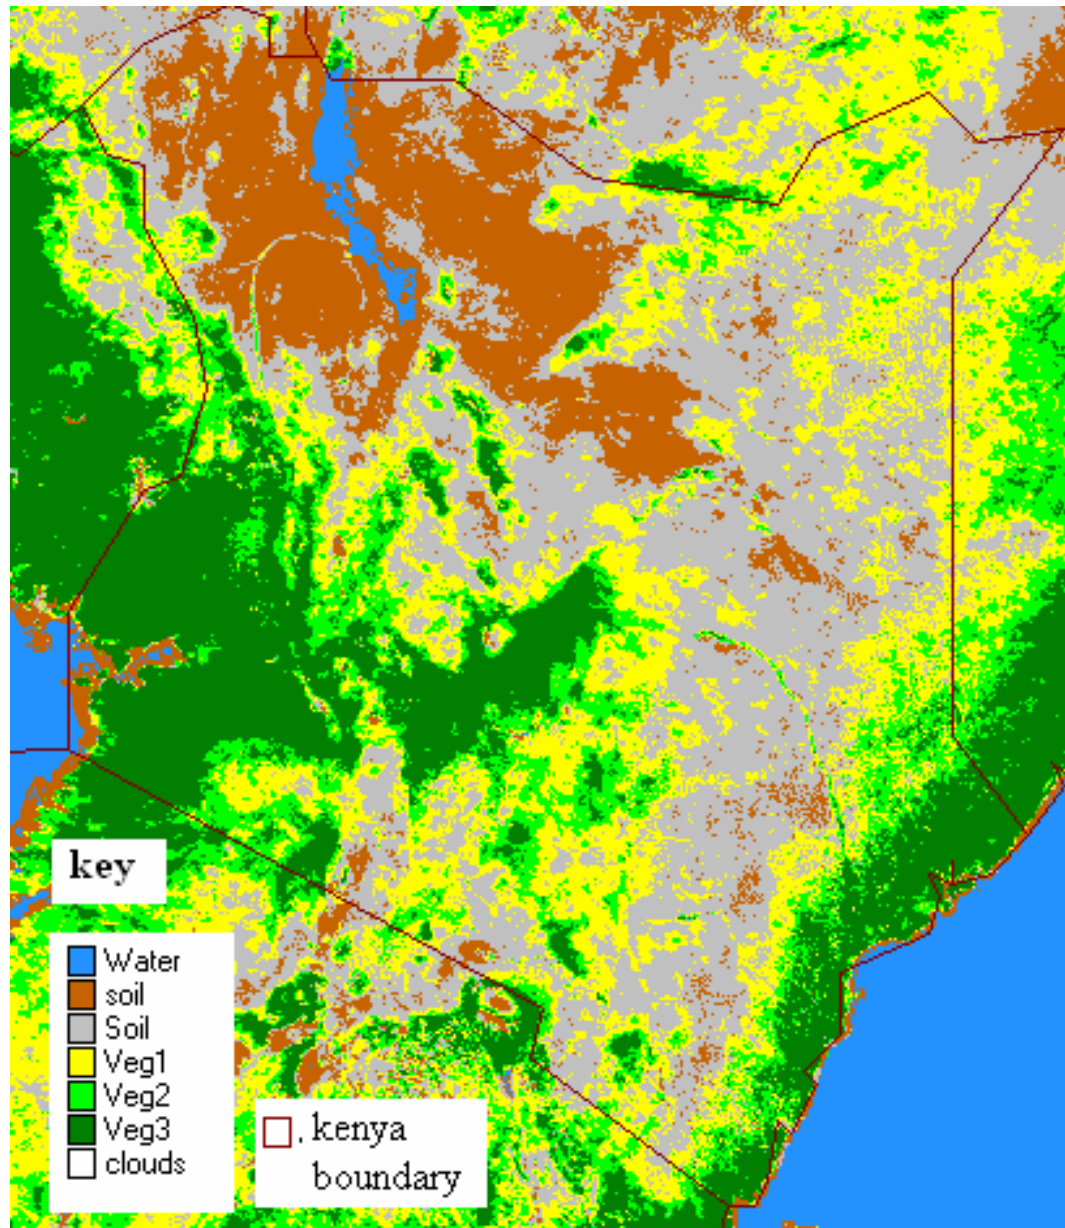 key
Water
soil
Soil
Veg1
Veg2
Veg3
clouds
. kenya
boundary